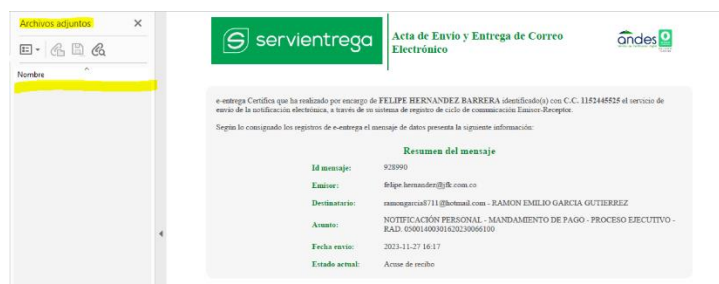 Archivos adjuntos
Nombre
servientrega
Acta de Envío y Entrega de Correo
Electrónico
andes
e-entrega Certifica que ha realizado por encargo de FELIPE HERNANDEZ BARRERA identificado(a) con C.C. 1152445525 el servicio de
envío de la notificación electrónica, a través de su sistema de registro de ciclo de comunicación Emisor-Receptor.
Según lo consignado los registros de e-entrega el mensaje de datos presenta la siguiente información:
Resumen del mensaje
Id mensaje: 928990
Emisor: felipe.hernandez@jfk.com.co
Destinatario: ramongarcia8711@hotmail.com - RAMON EMILIO GARCIA GUTIERREZ
Asunto: NOTIFICACIÓN PERSONAL - MANDAMIENTO DE PAGO - PROCESO EJECUTIVO -
RAD. 05001400301620230066100
Fecha envío: 2023-11-27 16:17
Estado actual: Acuse de recibo